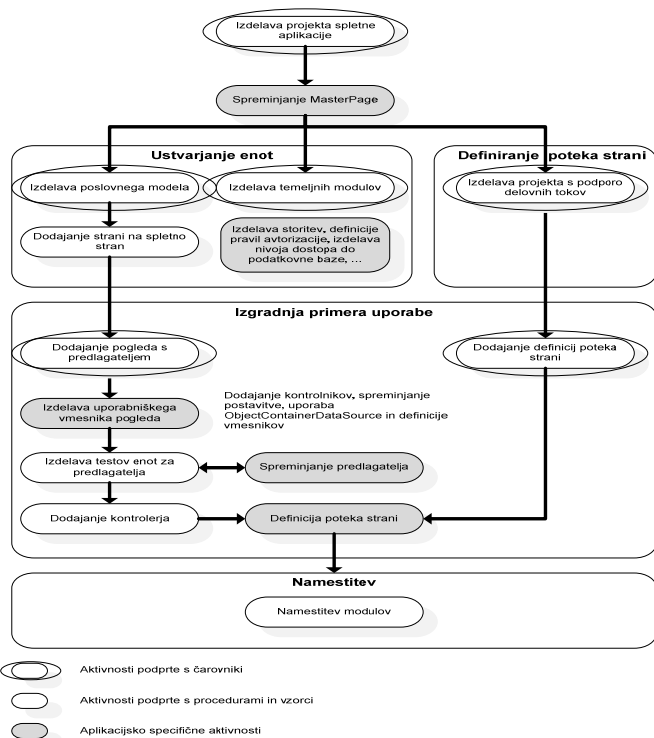 Izdelava projekta spletne
aplikacije
Spreminjanje MasterPage
Ustvarjanje enot
Definiranje poteka strani
Izdelava poslovnega modela
Izdelava temeljnih modulov
Izdelava projekta s podporo
delovnih tokov
Dodajanje strani na spletno
stran
Izdelava storitev, definicije
pravil avtorizacije, izdelava
nivoja dostopa do
podatkovne baze, ...
Izgradnja primera uporabe
Dodajanje pogleda s
predlagateljem
Dodajanje definicij poteka
strani
Izdelava uporabniškega
vmesnika pogleda
Dodajanje kontrolnikov, spreminjanje
postavitve, uporaba
ObjectContainerDataSource in definicije
vmesnikov
Izdelava testov enot za
predlagatelja
Spreminjanje predlagatelja
Dodajanje kontrolerja
Definicija poteka strani
Namestitev
Namestitev modulov
Aktivnosti podprte s čarovniki
Aktivnosti podprte s procedurami in vzorci
Aplikacijsko specifične aktivnosti